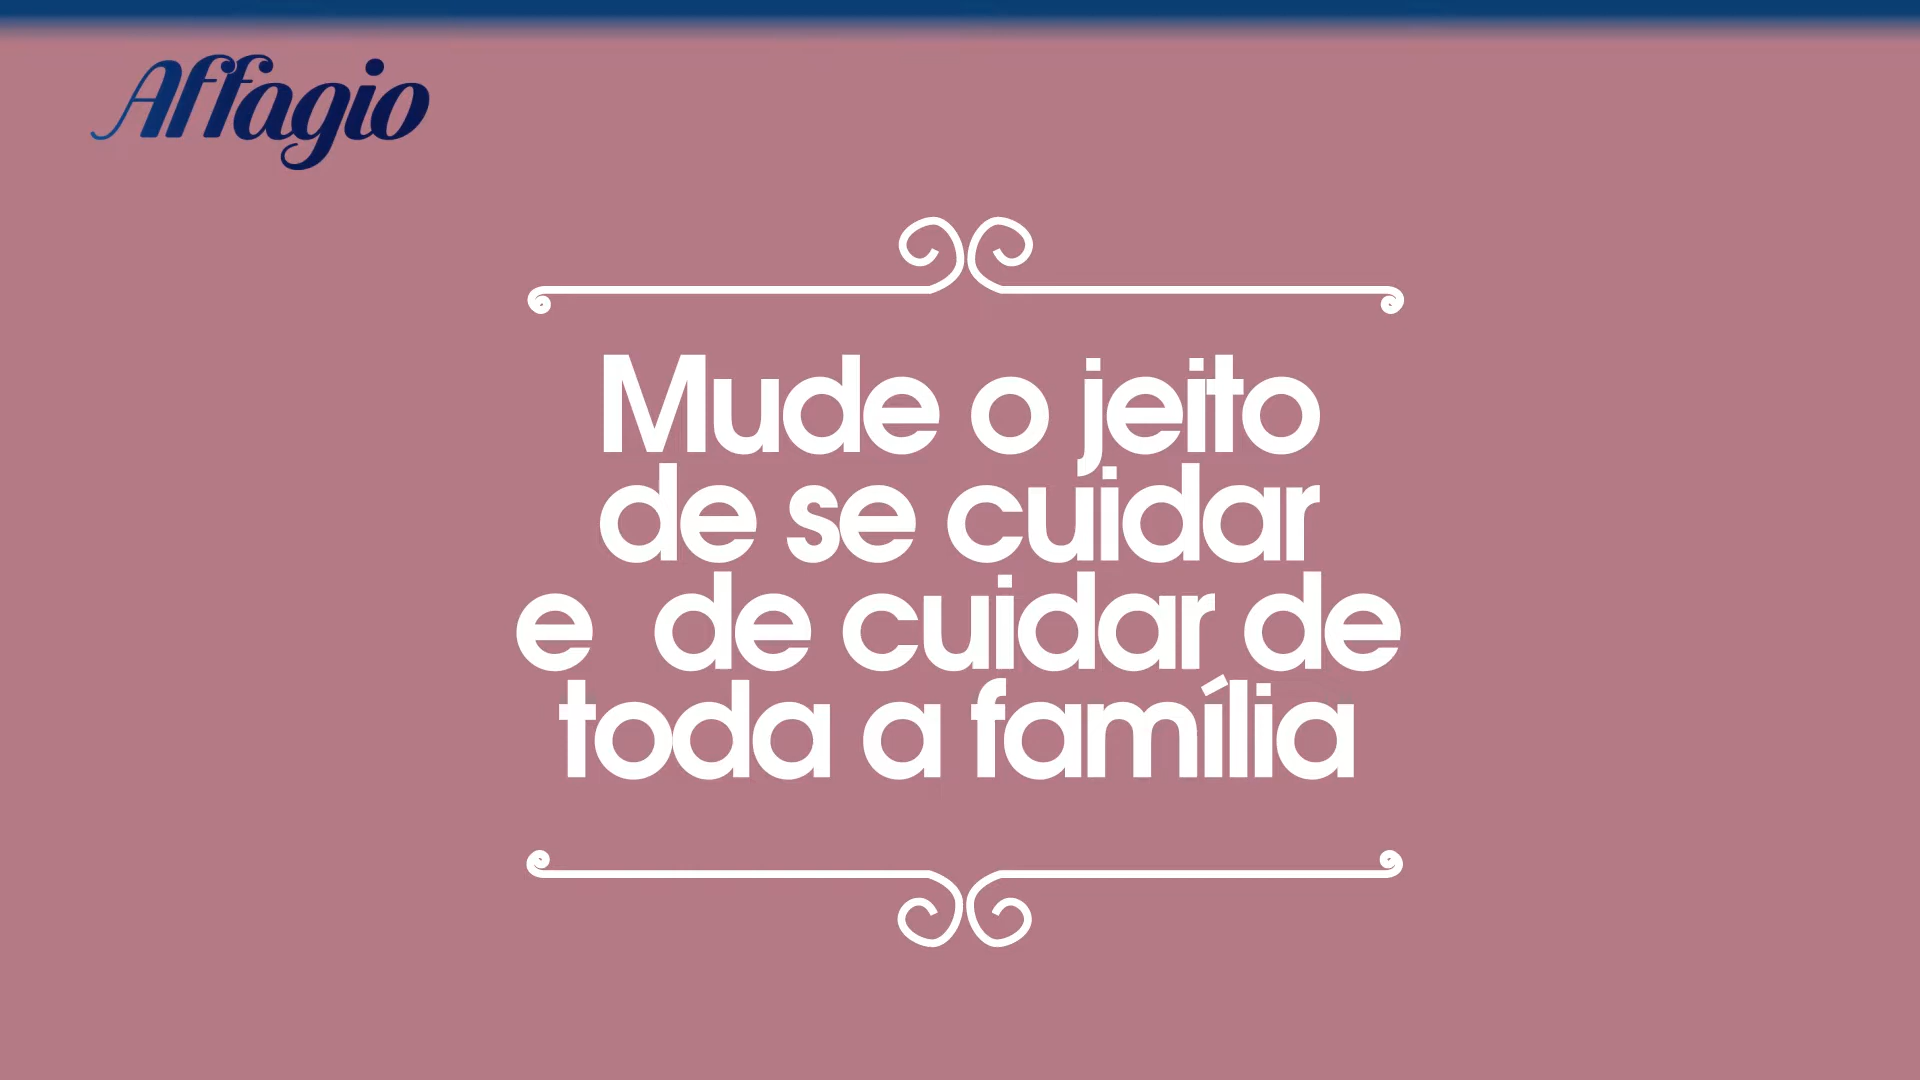 Affagio
Mude o jeito
de se cuidar
e  de cuidar de
toda a família